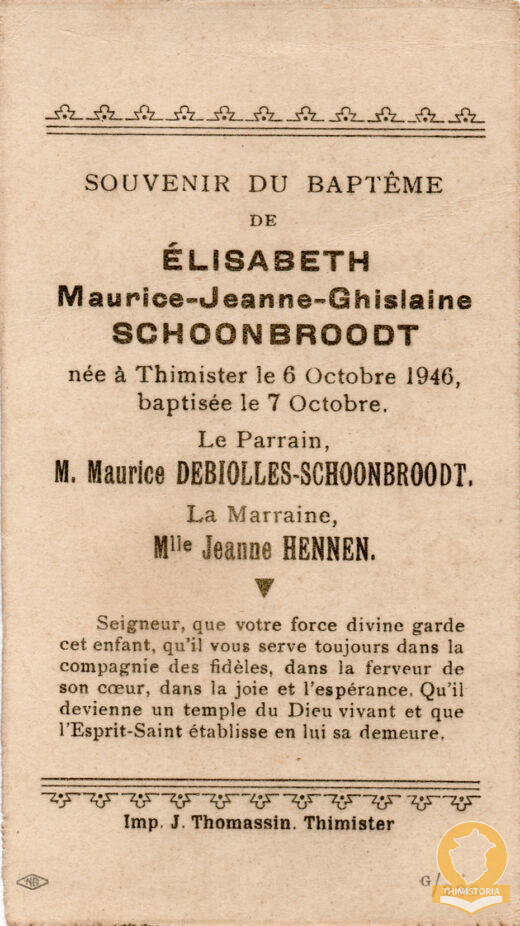 SOUVENIR DU BAPTÊME
DE
ÉLISABETH
Maurice-Jeanne-Ghislaine
SCHOONBROODT
née à Thimister le 6 Octobre 1946,
baptisée le 7 Octobre.
Le Parrain,
M. Maurice DEBIOLLES-SCHOONBROODT.
La Marraine,
Mlle Jeanne HENNEN.
Seigneur, que votre force divine garde
cet enfant, qu'il vous serve toujours dans la
compagnie des fidèles, dans la ferveur de
son cœur, dans la joie et l'espérance. Qu'il
devienne un temple du Dieu vivant et que
l'Esprit-Saint établisse en lui sa demeure.
Imp. J. Thomassin. Thimister
NB
G/
THIMISTORIA